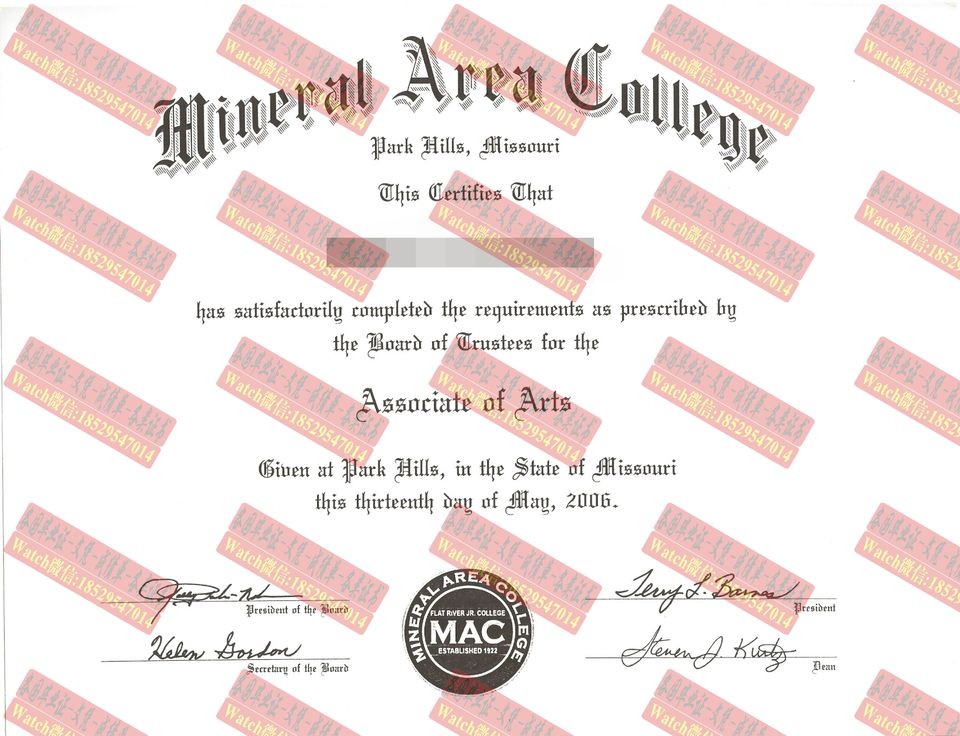 Mineral Area College
Park Hills, Missouri
This Certifies That
has satisfactorily completed the requirements as prescribed by
the Board of Trustees for the
Associate of Arts
Given at Park Hills, in the State of Missouri
this thirteenth day of May, 2006.
President of the Board
Terry L. Barnes
President
Helen Gordon
Secretary of the Board
Steven J. Kurtz
Dean
MINERAL AREA COLLEGE
FLAT RIVER JR. COLLEGE
MAC
ESTABLISHED 1922
Watch微信:18529547014